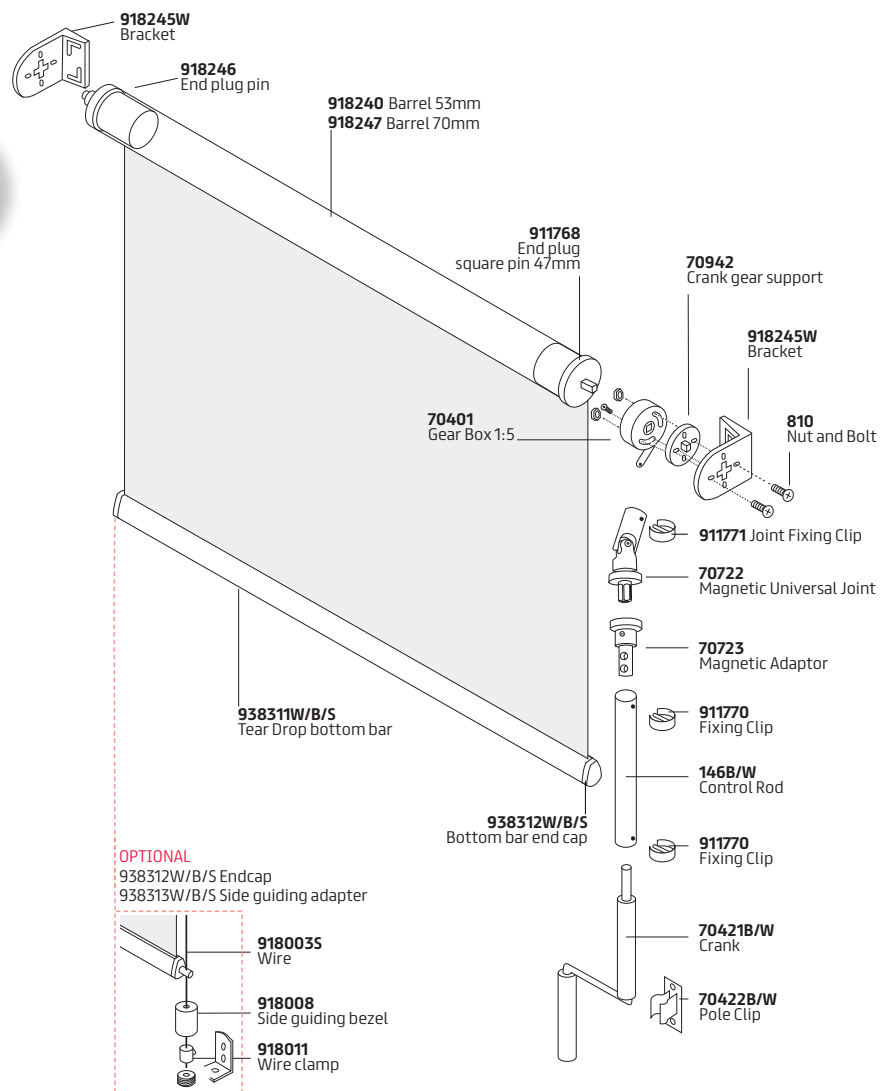 918245W
Bracket
918246
End plug pin
918240 Barrel 53mm
918247 Barrel 70mm
911768
End plug
square pin 47mm
70942
Crank gear support
918245W
Bracket
70401
Gear Box 1:5
810
Nut and Bolt
911771 Joint Fixing Clip
70722
Magnetic Universal Joint
70723
Magnetic Adaptor
938311W/B/S
Tear Drop bottom bar
911770
Fixing Clip
146B/W
Control Rod
938312W/B/S
Bottom bar end cap
911770
Fixing Clip
OPTIONAL
938312W/B/S Endcap
938313W/B/S Side guiding adapter
918003S
Wire
918008
Side guiding bezel
918011
Wire clamp
70421B/W
Crank
70422B/W
Pole Clip